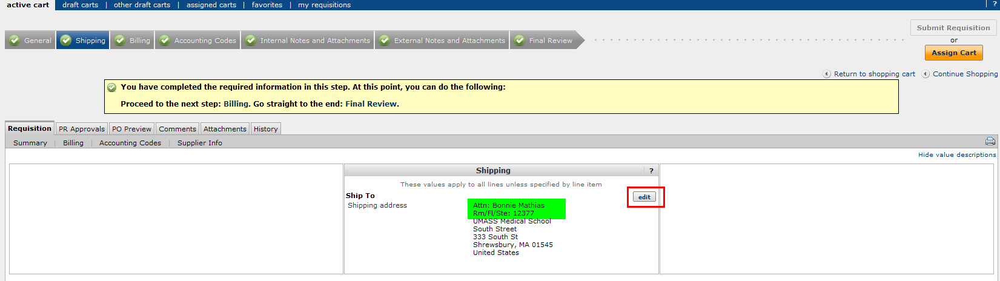 active cart | draft carts | other draft carts | assigned carts | favorites | my requisitions | ?
General Shipping Billing Accounting Codes Internal Notes and Attachments External Notes and Attachments Final Review
Submit Requisition
or
Assign Cart
Return to shopping cart Continue Shopping
You have completed the required information in this step. At this point, you can do the following:
Proceed to the next step: Billing. Go straight to the end: Final Review.
Requisition PR Approvals PO Preview Comments Attachments History
Summary | Billing | Accounting Codes | Supplier Info
Hide value descriptions
Shipping ?
These values apply to all lines unless specified by line item
Ship To edit
Shipping address Attn: Bonnie Mathias
Rm/Fl/Ste: 12377
UMASS Medical School
South Street
333 South St
Shrewsbury, MA 01545
United States